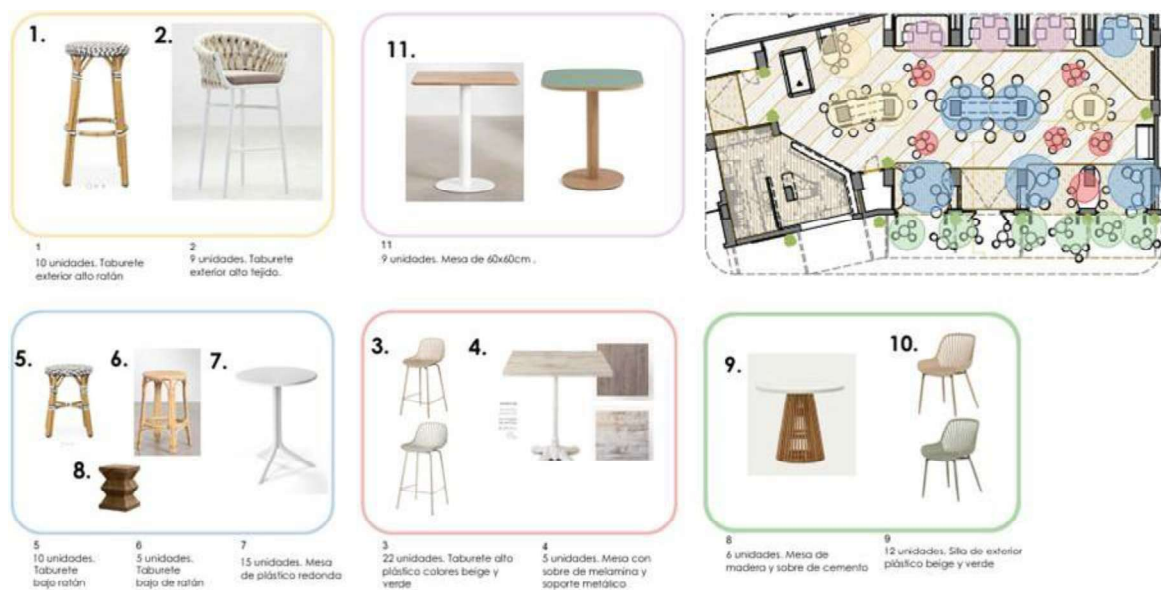 1.
2.
11.
1
10 unidades. Taburete
exterior alto ratán
2
9 unidades. Taburete
exterior alto tejido.
11
9 unidades. Mesa de 60x60cm .
5.
6.
7.
8.
3.
4.
9.
10.
5
10 unidades.
Taburete
bajo ratán
6
5 unidades.
Taburete
bajo de ratán
7
15 unidades. Mesa
de plástico redonda
3
22 unidades. Taburete alto
plástico colores beige y
verde
4
5 unidades. Mesa con
sobre de melamina y
soporte metálico
8
6 unidades. Mesa de
madera y sobre de cemento
9
12 unidades. Silla de exterior
plástico beige y verde